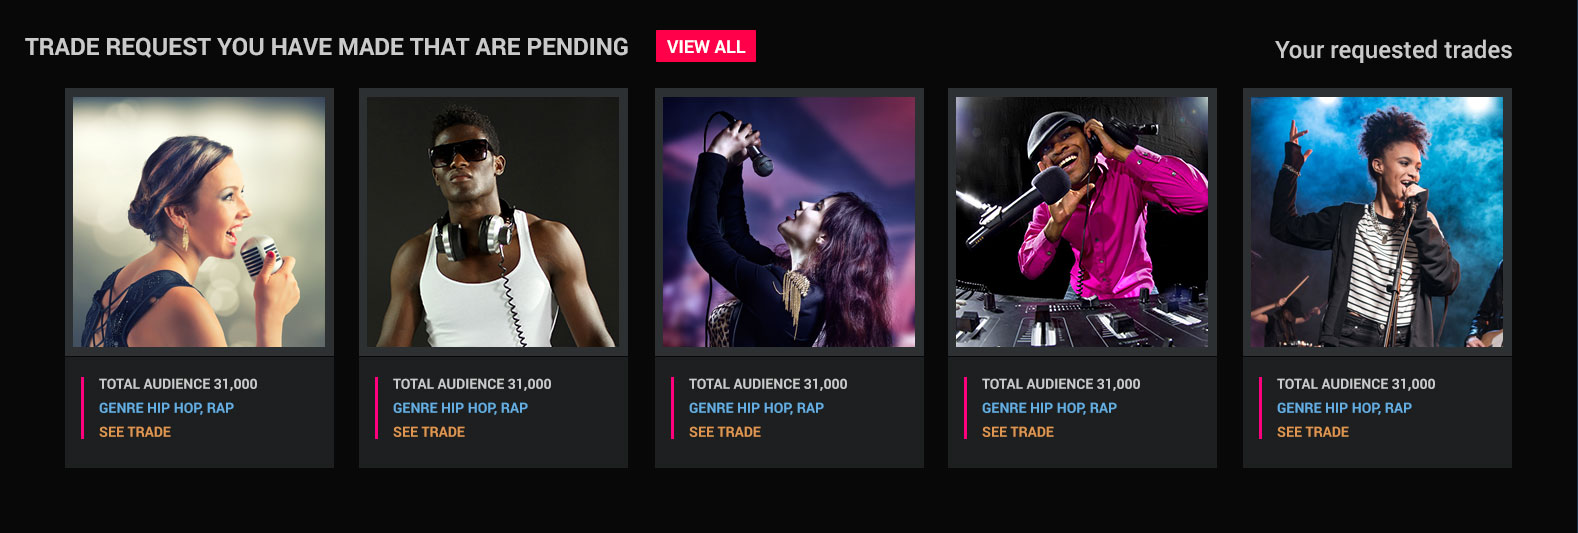 TRADE REQUEST YOU HAVE MADE THAT ARE PENDING
VIEW ALL
Your requested trades
TOTAL AUDIENCE 31,000
GENRE HIP HOP, RAP
SEE TRADE
TOTAL AUDIENCE 31,000
GENRE HIP HOP, RAP
SEE TRADE
TOTAL AUDIENCE 31,000
GENRE HIP HOP, RAP
SEE TRADE
TOTAL AUDIENCE 31,000
GENRE HIP HOP, RAP
SEE TRADE
TOTAL AUDIENCE 31,000
GENRE HIP HOP, RAP
SEE TRADE